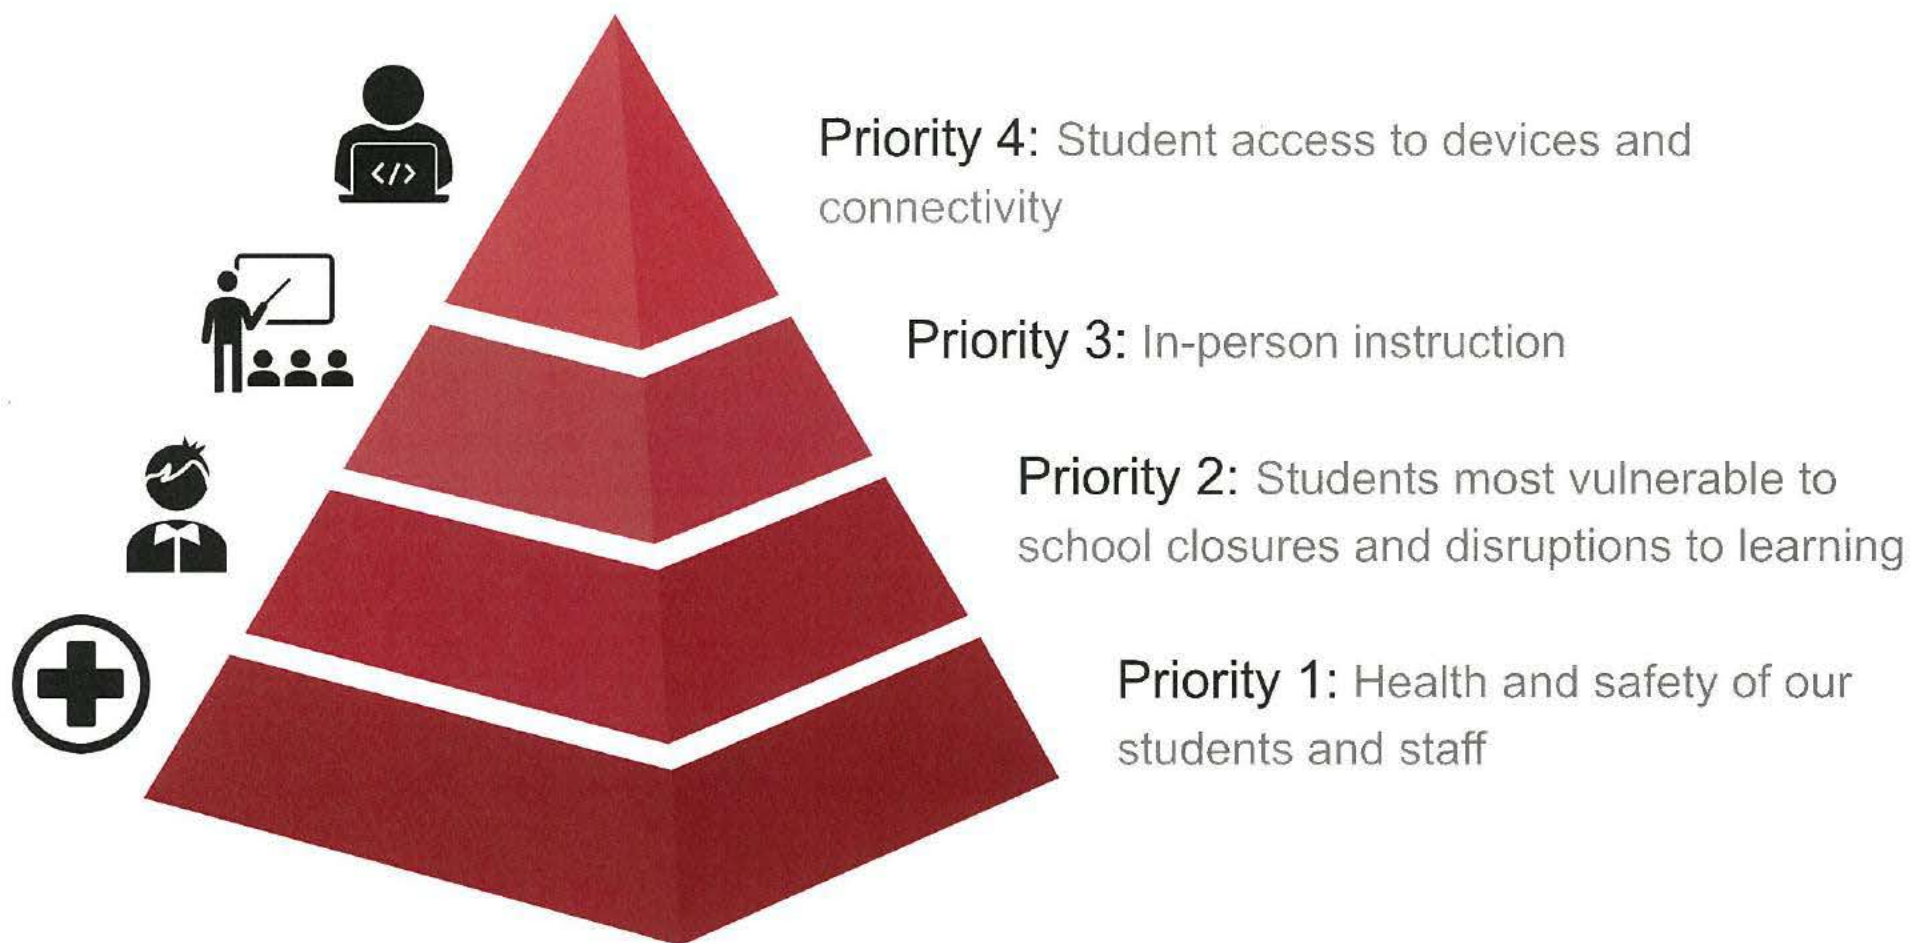 </>
Priority 4: Student access to devices and
connectivity
Priority 3: In-person instruction
Priority 2: Students most vulnerable to
school closures and disruptions to learning
Priority 1: Health and safety of our
students and staff